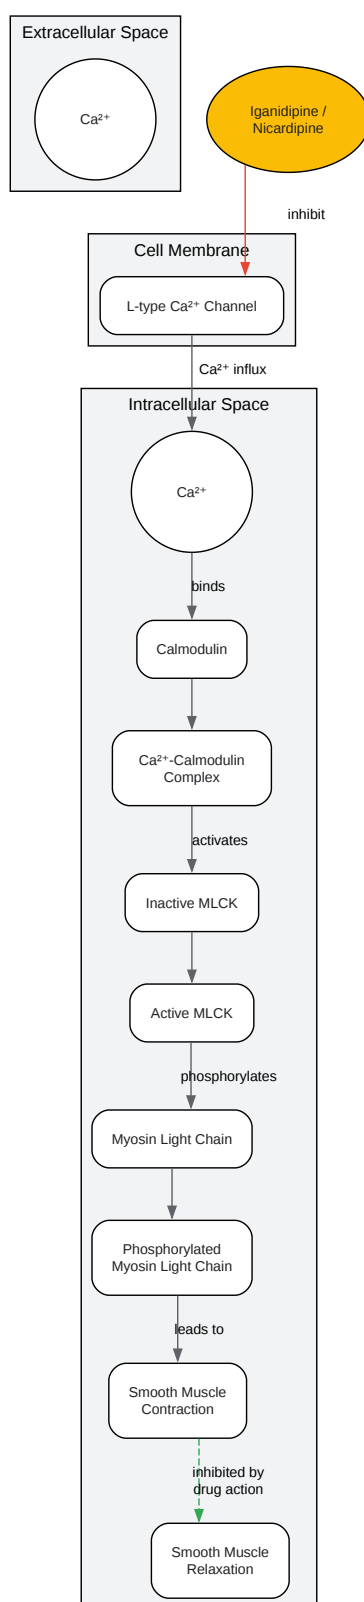 Extracellular Space
Ca²⁺
Iganidipine /
Nicardipine
inhibit
Cell Membrane
L-type Ca²⁺ Channel
Ca²⁺ influx
Intracellular Space
Ca²⁺
binds
Calmodulin
Ca²⁺-Calmodulin
Complex
activates
Inactive MLCK
Active MLCK
phosphorylates
Myosin Light Chain
Phosphorylated
Myosin Light Chain
leads to
Smooth Muscle
Contraction
inhibited by
drug action
Smooth Muscle
Relaxation